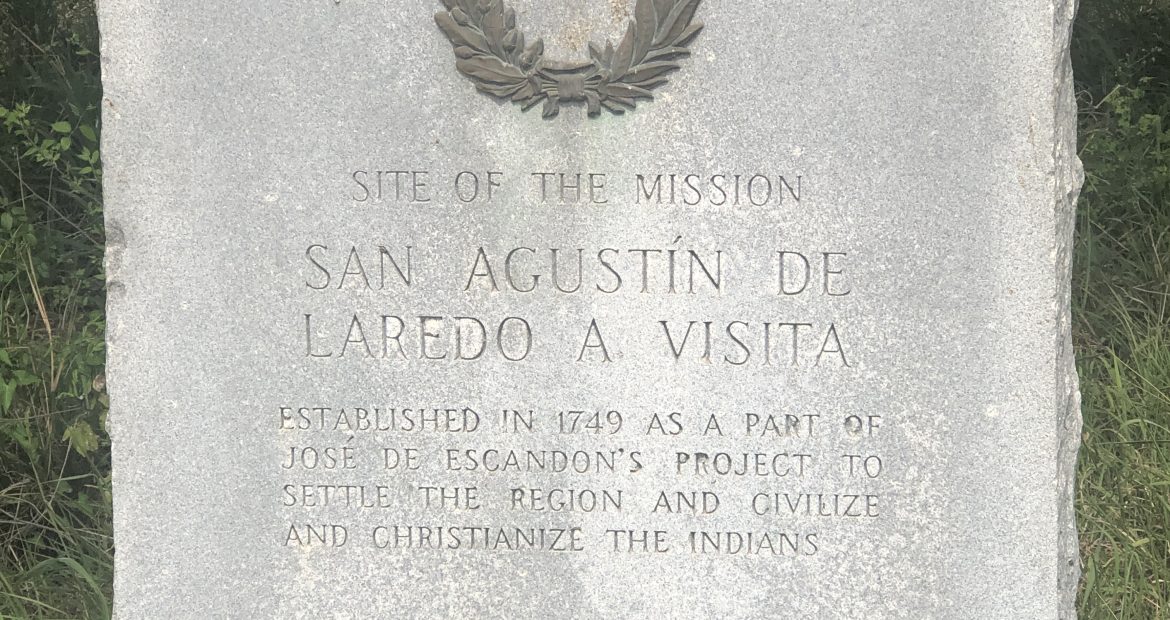 SITE OF THE MISSION
SAN AGUSTÍN DE
LAREDO A VISITA
ESTABLISHED IN 1749 AS A PART OF
JOSÉ DE ESCANDON'S PROJECT TO
SETTLE THE REGION AND CIVILIZE
AND CHRISTIANIZE THE INDIANS